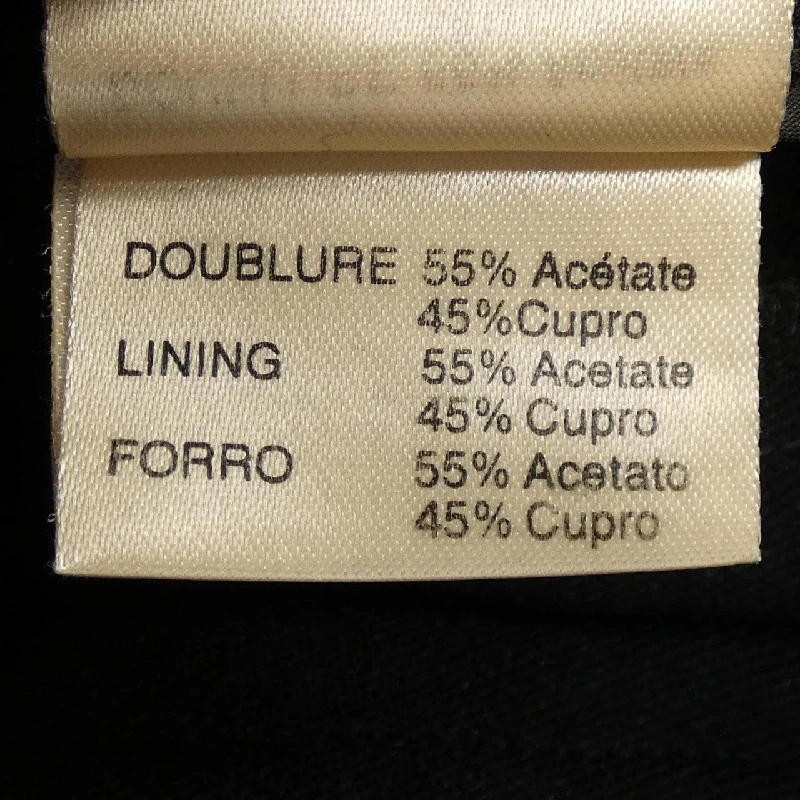 DOUBLURE 55% Acétate
45%Cupro
LINING 55% Acetate
45% Cupro
FORRO 55% Acetato
45% Cupro